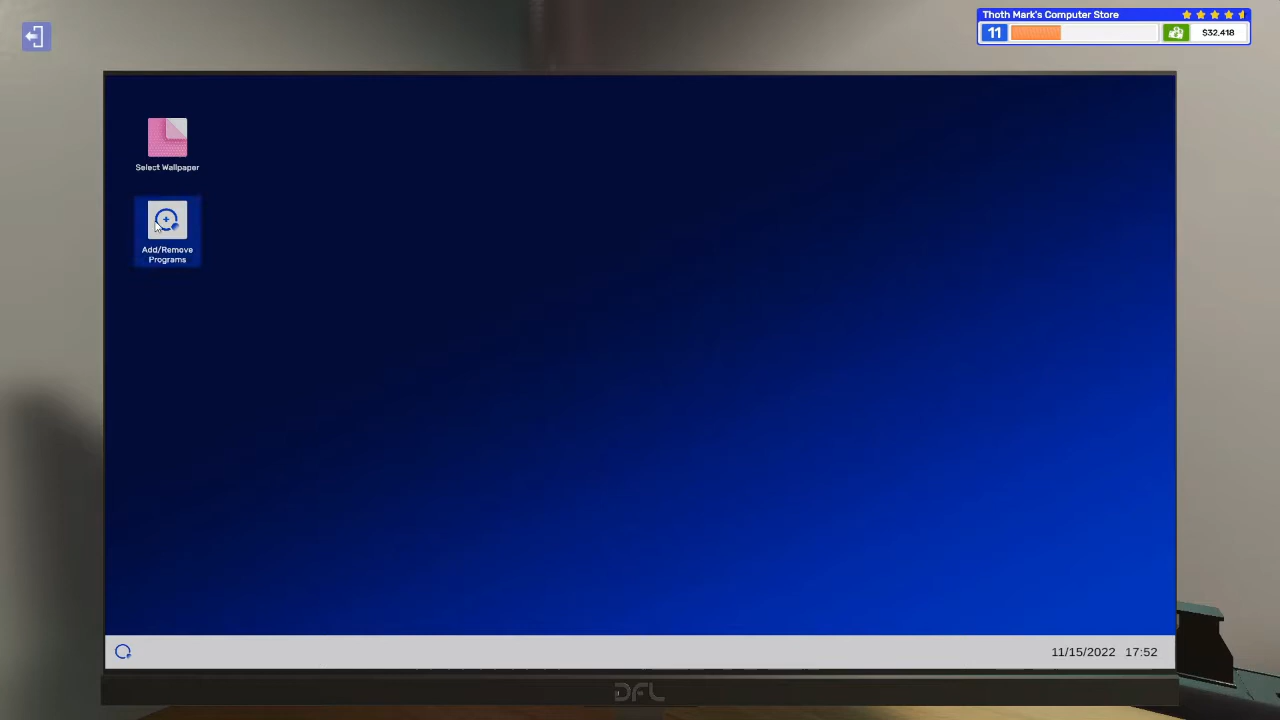 Thoth Mark's Computer Store
11
$32,418
Select Wallpaper
Add/Remove
Programs
11/15/2022 17:52
DFL